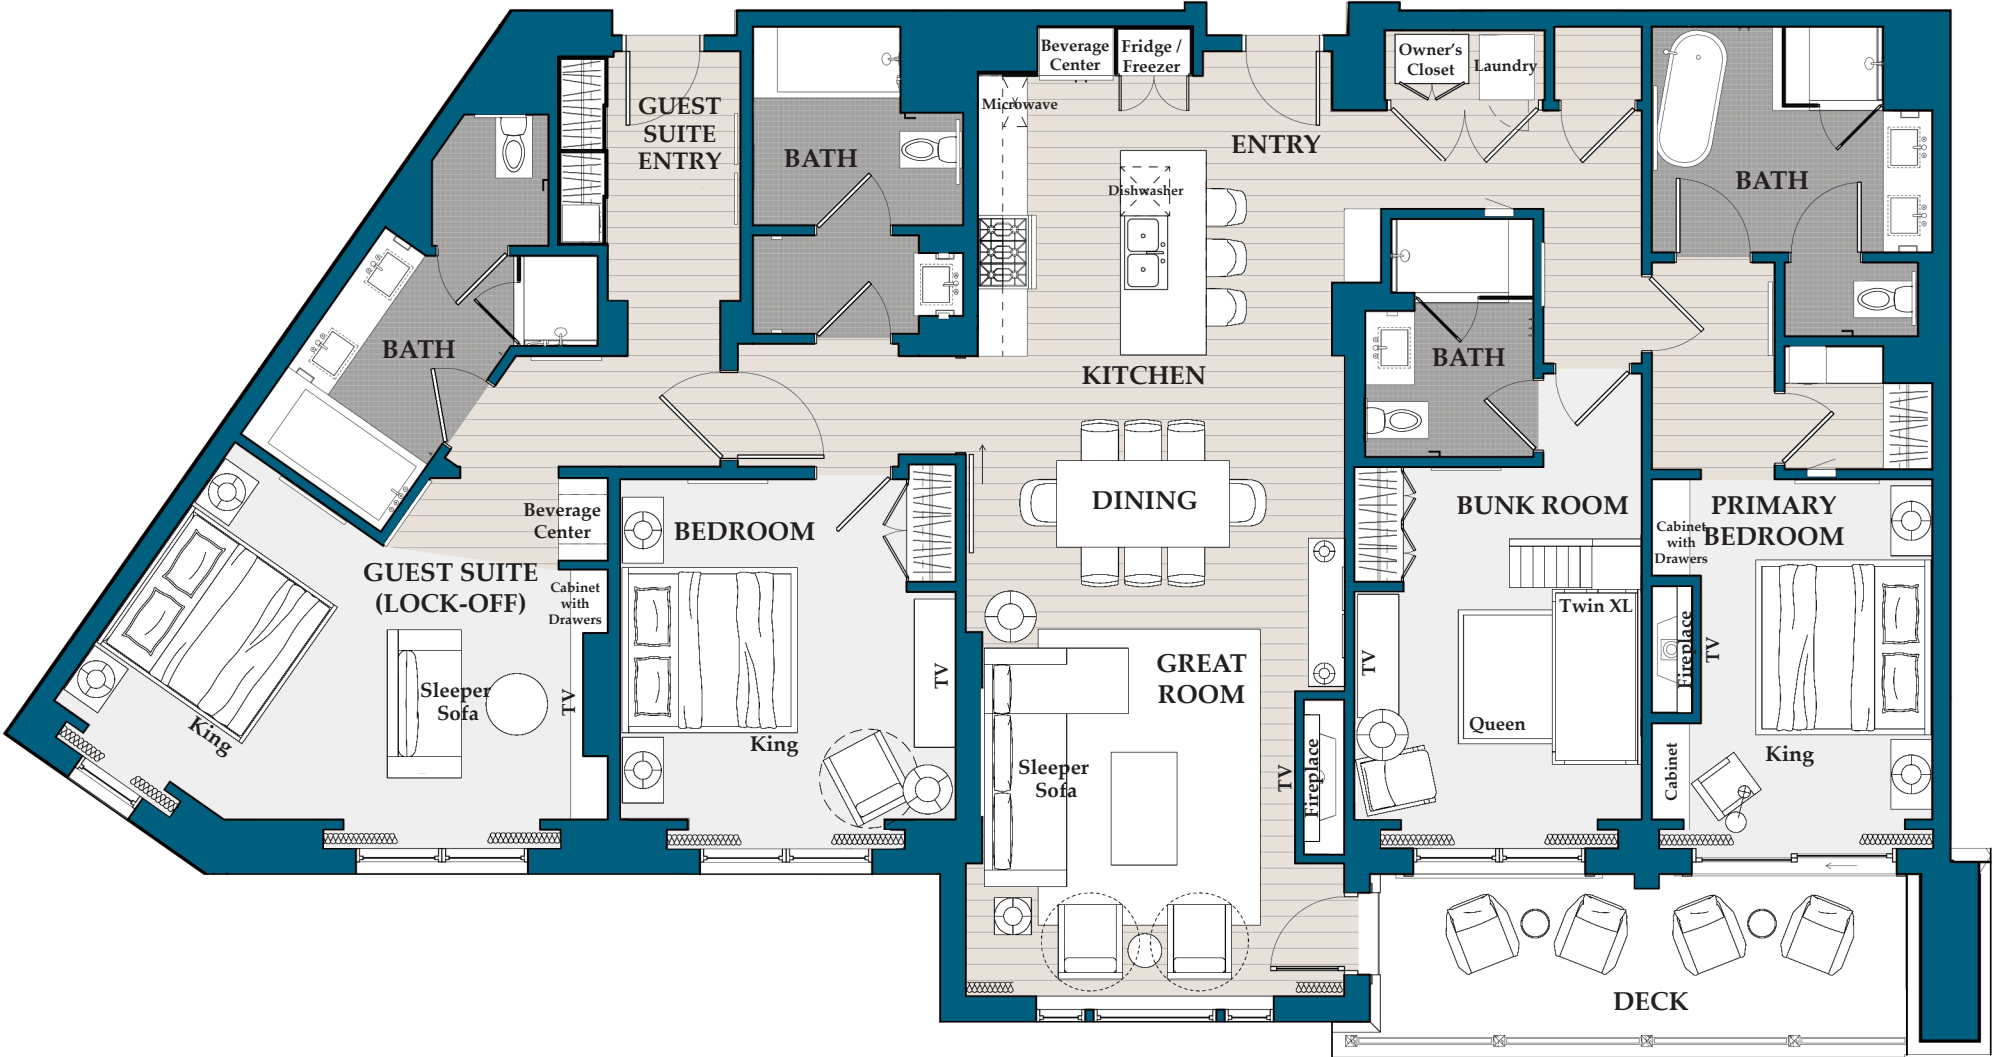 Beverage
Center
Fridge /
Freezer
Owner's
Closet
Laundry
Microwave
GUEST
SUITE
ENTRY
BATH
ENTRY
Dishwasher
BATH
BATH
KITCHEN
BATH
DINING
Beverage
Center
BEDROOM
BUNK ROOM
PRIMARY
BEDROOM
Cabinet
with
Drawers
GUEST SUITE
(LOCK-OFF)
Cabinet
with
Drawers
Twin XL
Fireplace
TV
GREAT
ROOM
TV
TV
Sleeper
Sofa
TV
King
King
Queen
King
Cabinet
Sleeper
Sofa
TV
Fireplace
DECK